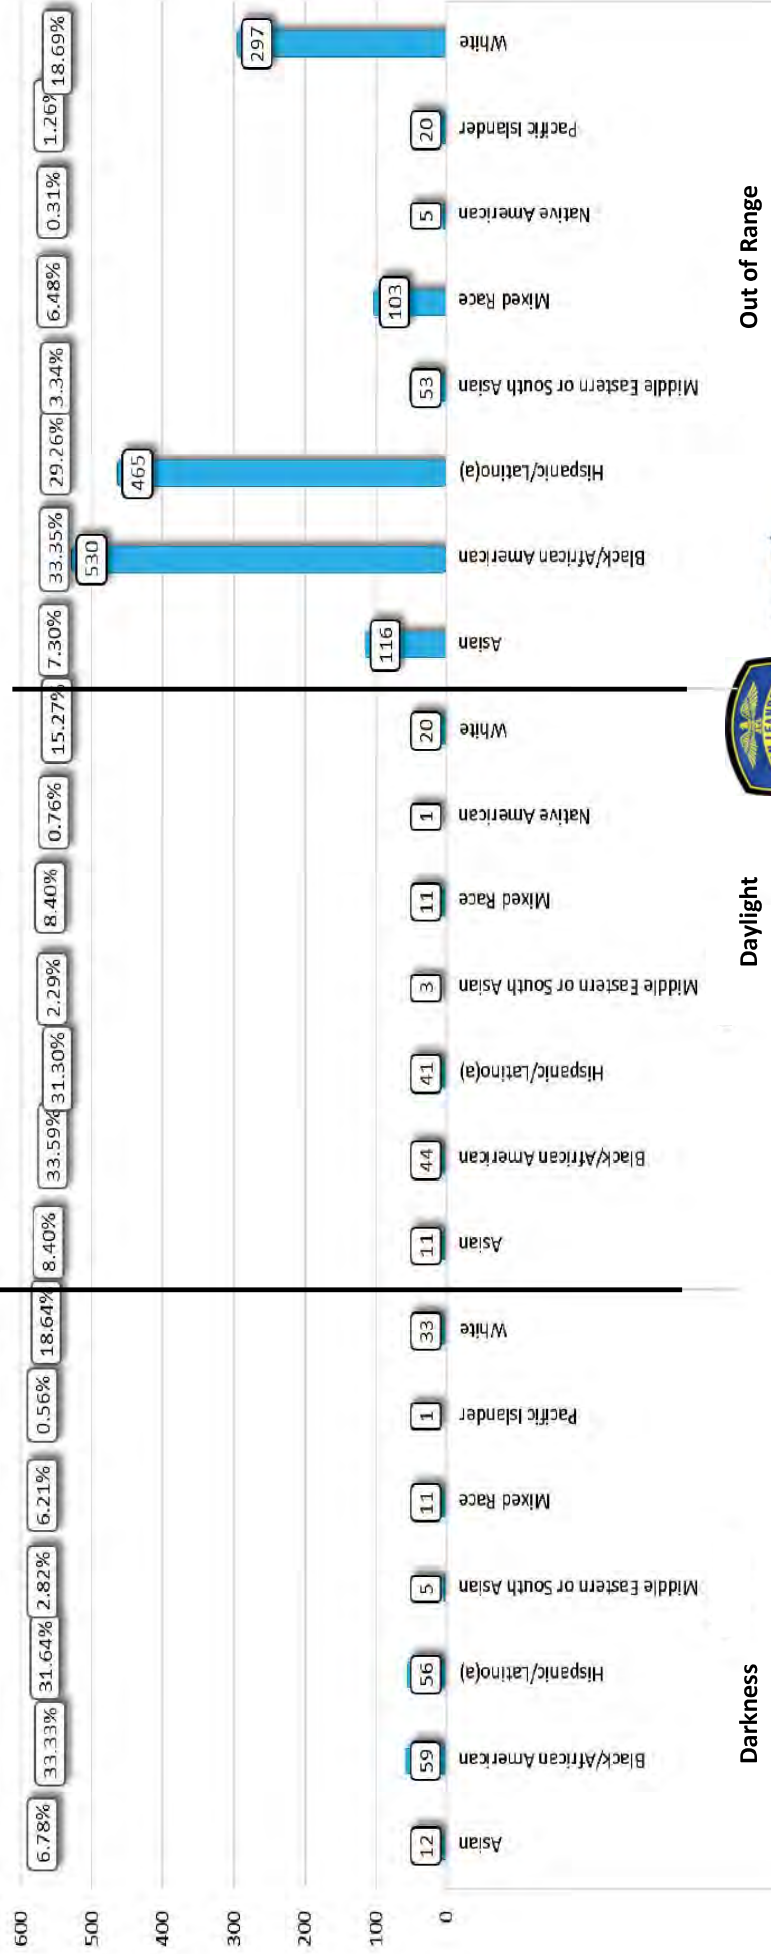 600
500
400
300
200
100
0
6.78%
33.33%
31.64%
2.82%
6.21%
0.56%
18.64%
8.40%
33.59%
31.30%
2.29%
8.40%
0.76%
15.27%
7.30%
33.35%
29.26%
3.34%
6.48%
0.31%
1.26%
18.69%
12
59
56
5
11
1
33
11
44
41
3
11
1
20
116
530
465
53
103
5
20
297
Asian
Black/African American
Hispanic/Latino(a)
Middle Eastern or South Asian
Mixed Race
Pacific Islander
White
Asian
Black/African American
Hispanic/Latino(a)
Middle Eastern or South Asian
Mixed Race
Native American
White
Asian
Black/African American
Hispanic/Latino(a)
Middle Eastern or South Asian
Mixed Race
Native American
Pacific Islander
White
Darkness
Daylight
Out of Range